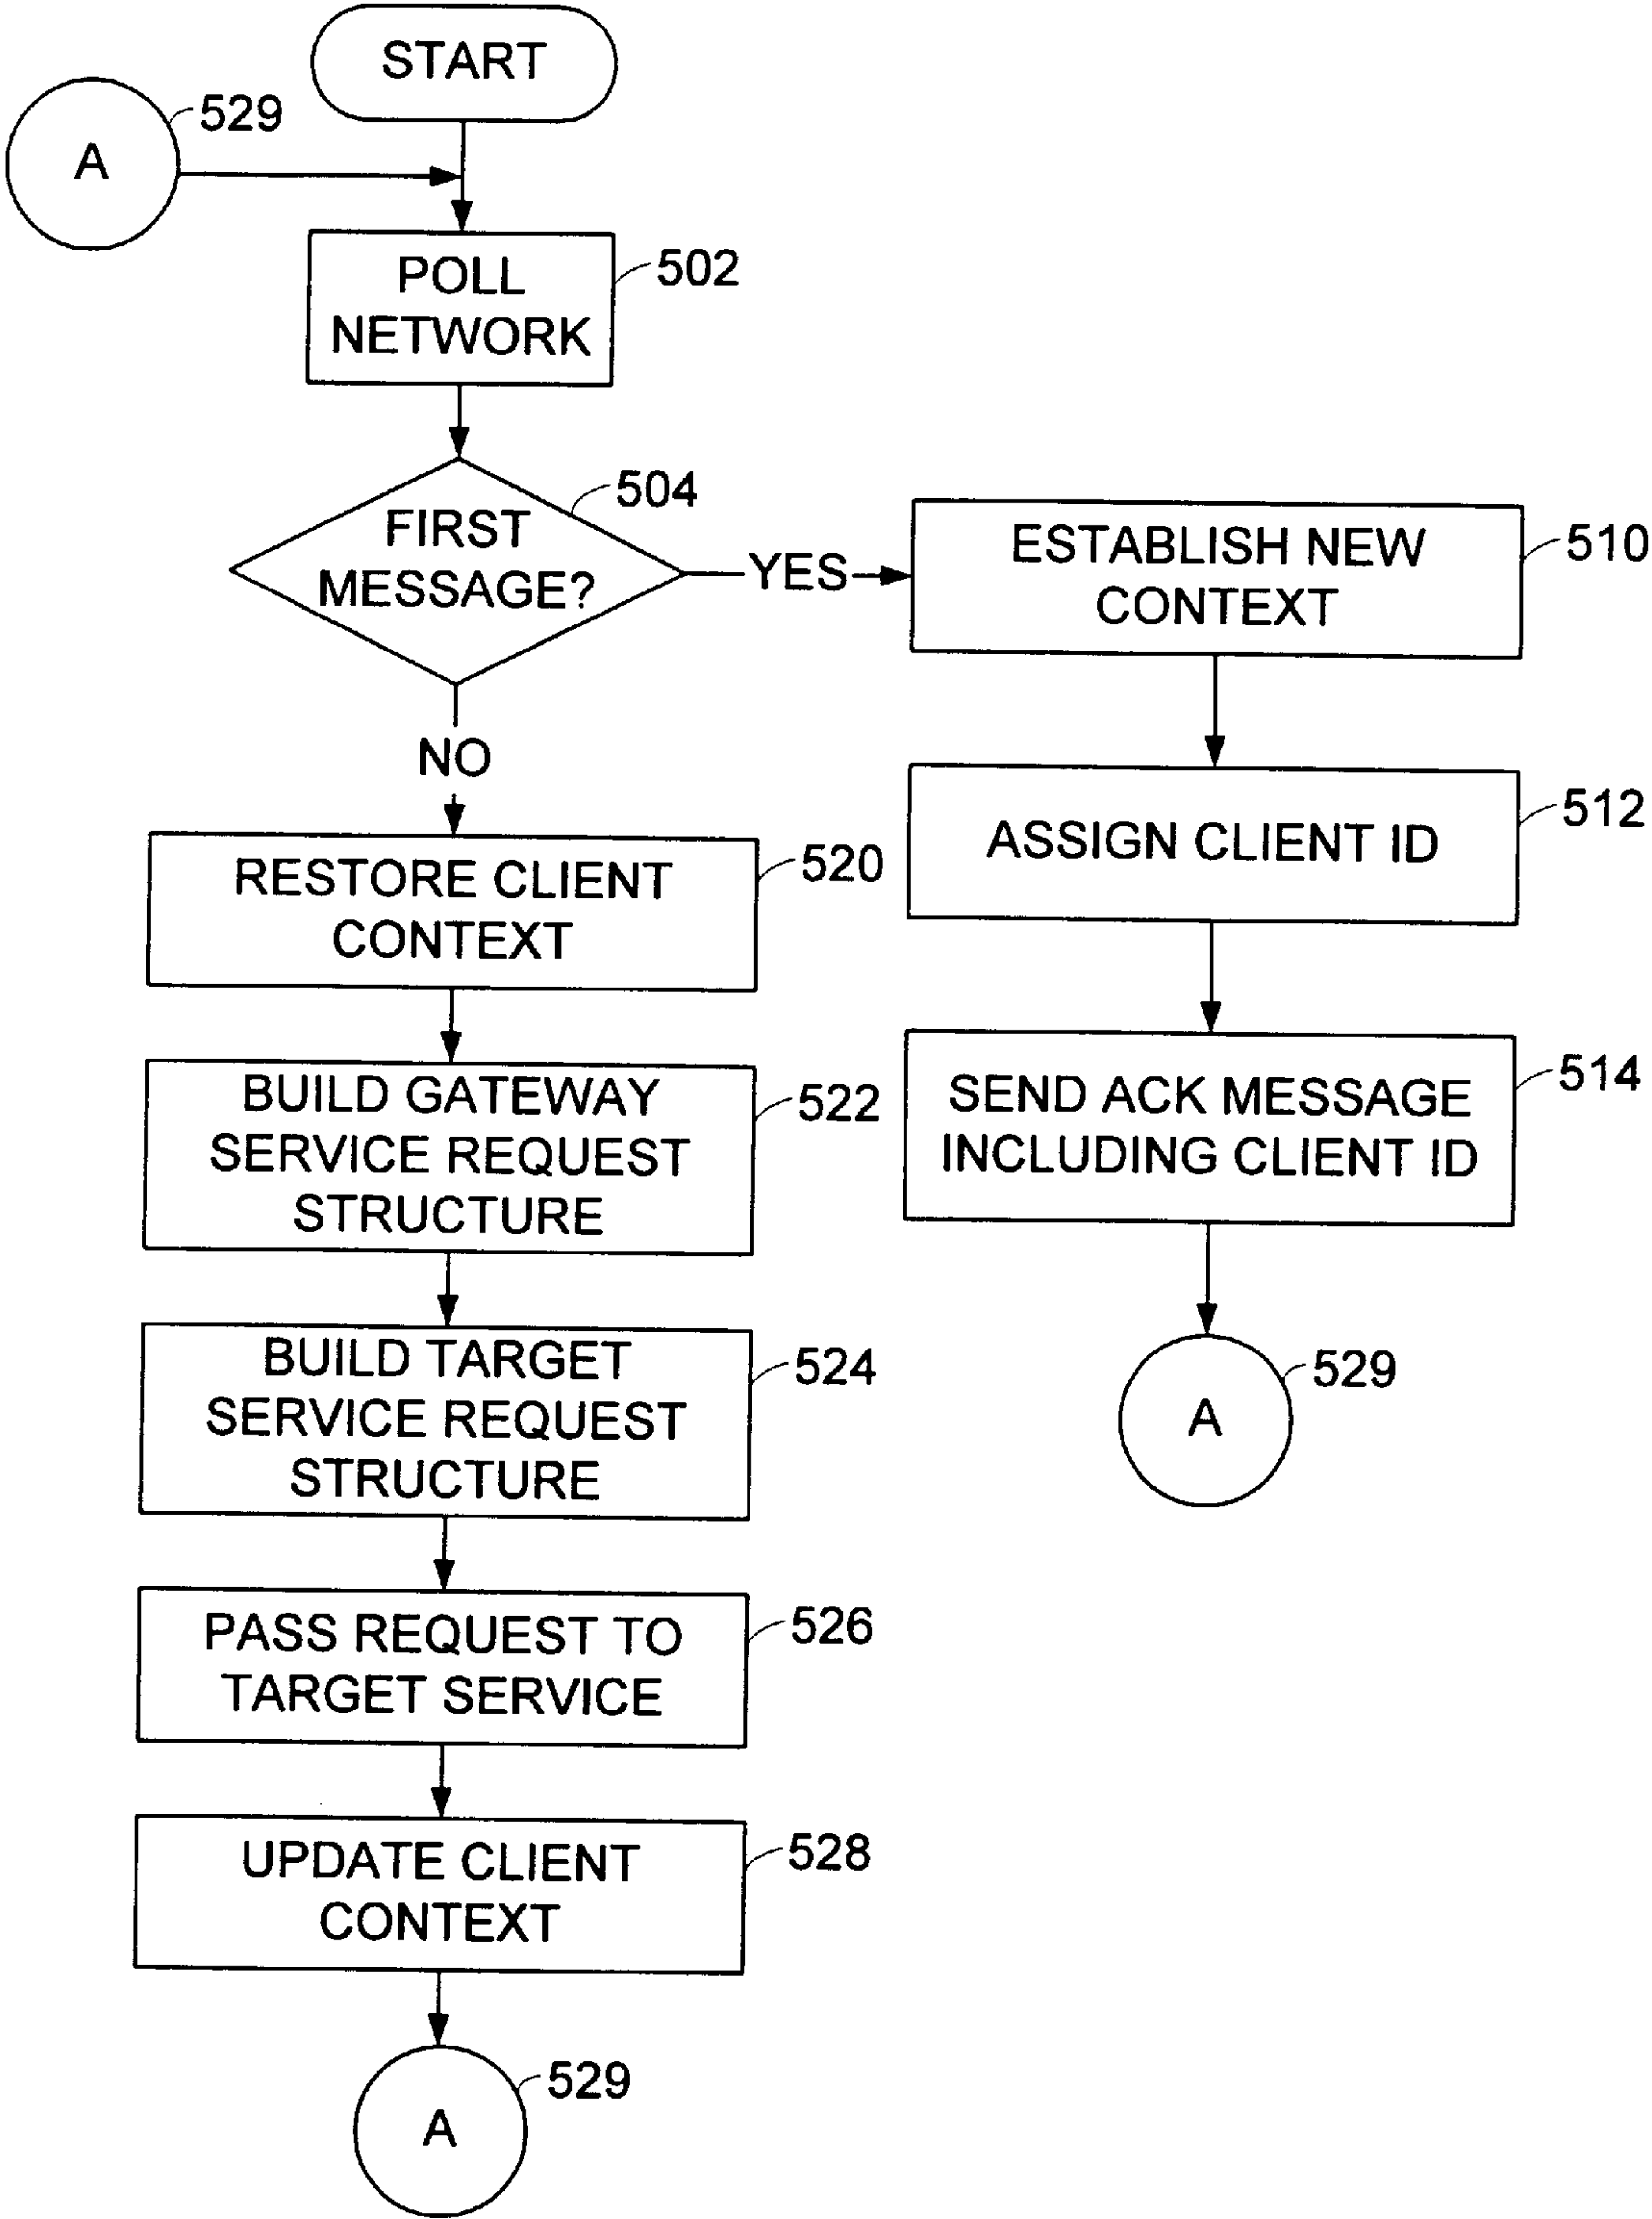 START
A
529
POLL
NETWORK
502
FIRST
MESSAGE?
504
YES
NO
ESTABLISH NEW
CONTEXT
510
ASSIGN CLIENT ID
512
SEND ACK MESSAGE
INCLUDING CLIENT ID
514
A
529
RESTORE CLIENT
CONTEXT
520
BUILD GATEWAY
SERVICE REQUEST
STRUCTURE
522
BUILD TARGET
SERVICE REQUEST
STRUCTURE
524
PASS REQUEST TO
TARGET SERVICE
526
UPDATE CLIENT
CONTEXT
528
A
529